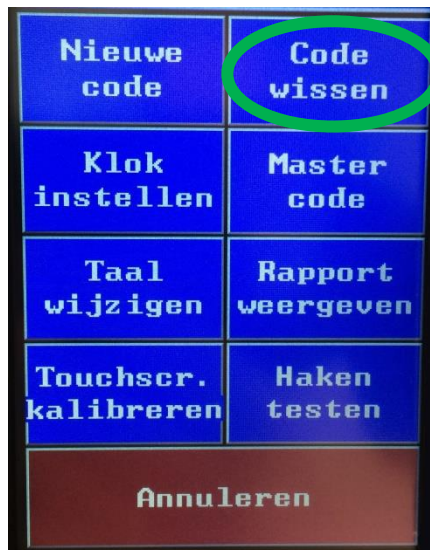 Nieuwe
code
Code
wissen
Klok
instellen
Master
code
Taal
wijzigen
Rapport
weergeven
Touchscr.
kalibreren
Haken
testen
Annuleren